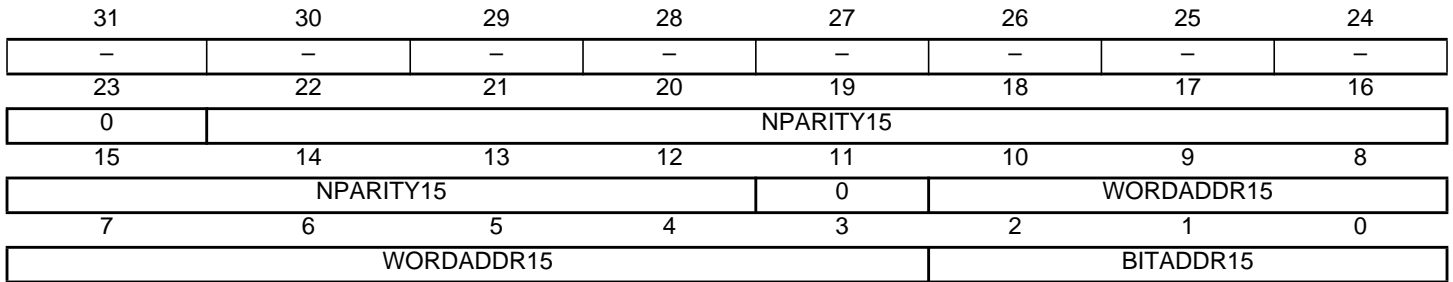 31 30 29 28 27 26 25 24
– – – – – – – –
23 22 21 20 19 18 17 16
0 NPARITY15
15 14 13 12 11 10 9 8
NPARITY15 0 WORDADDR15
7 6 5 4 3 2 1 0
WORDADDR15 BITADDR15